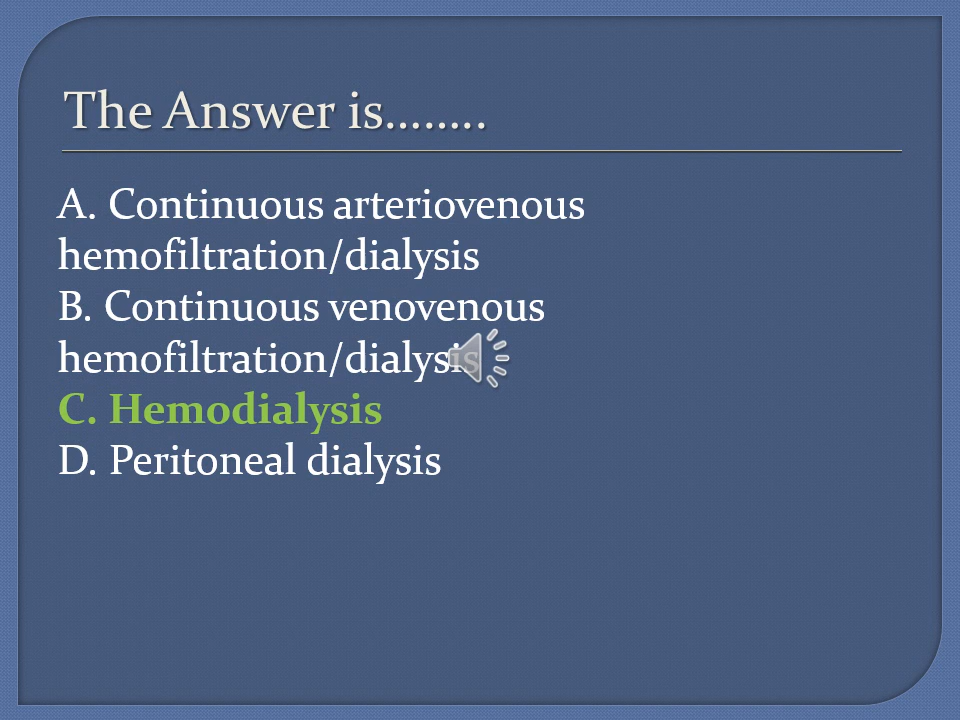 The Answer is........
A. Continuous arteriovenous
hemofiltration/dialysis
B. Continuous venovenous
hemofiltration/dialysis
C. Hemodialysis
D. Peritoneal dialysis